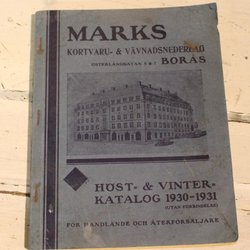 MARKS
KORTVARU- & VÄVNADSNEDERLAG
ÖSTERLÅNGGATAN 5 & 7
BORÅS
HÖST- & VINTER-
KATALOG 1930-1931
(UTAN FÖRBINDELSE)
FÖR HANDLANDE OCH ÅTERFÖRSÄLJARE